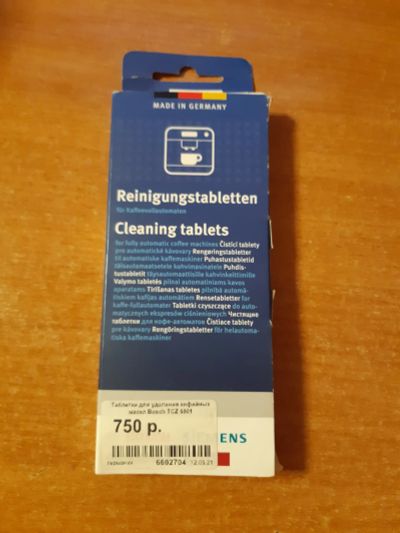 MADE IN GERMANY
Reinigungstabletten
für Kaffeevollautomaten
Cleaning tablets
for fully automatic coffee machines Čisticí tablety
pro automatické kávovary Rengøringstabletter
til automatiske kaffemaskiner Puhastustabletid
täisautomaatsetele kohvimasinatele Puhdis-
tustabletit täysautomaattisille kahvinkeittimille
Valymo tabletės pilnai automatiniams kavos
aparatams Tīrīšanas tabletes pilnībā automā-
tiskiem kafijas automātiem Rensetabletter for
kaffe-fullautomater Tabletki czyszczące do auto-
matycznych ekspresów ciśnieniowych Чистящие
таблетки для кофе-автоматов Čistiace tablety
pre kávovary Rengöringstabletter för helautoma-
tiska kaffemaskiner
Таблетки для удаления кофейных
масел Bosch TCZ 6001
750 р.
ENS
Германия 6602704 12.05.21